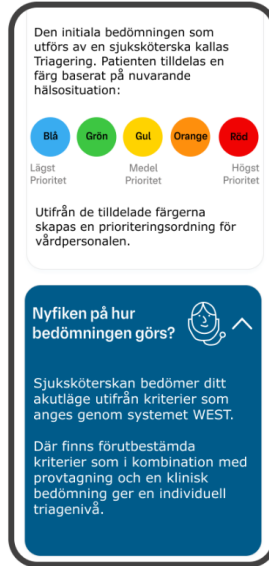 Den initiala bedömningen som
utförs av en sjuksköterska kallas
Triagering. Patienten tilldelas en
färg baserat på nuvarande
hälsosituation:
Blå Grön Gul Orange Röd
Lägst Medel Högst
Prioritet Prioritet Prioritet
Utifrån de tilldelade färgerna
skapas en prioriteringsordning för
vårdpersonalen.
Nyfiken på hur
bedömningen görs?
Sjuksköterskan bedömer ditt
akutläge utifrån kriterier som
anges genom systemet WEST.
Där finns förutbestämda
kriterier som i kombination med
provtagning och en klinisk
bedömning ger en individuell
triagenivå.